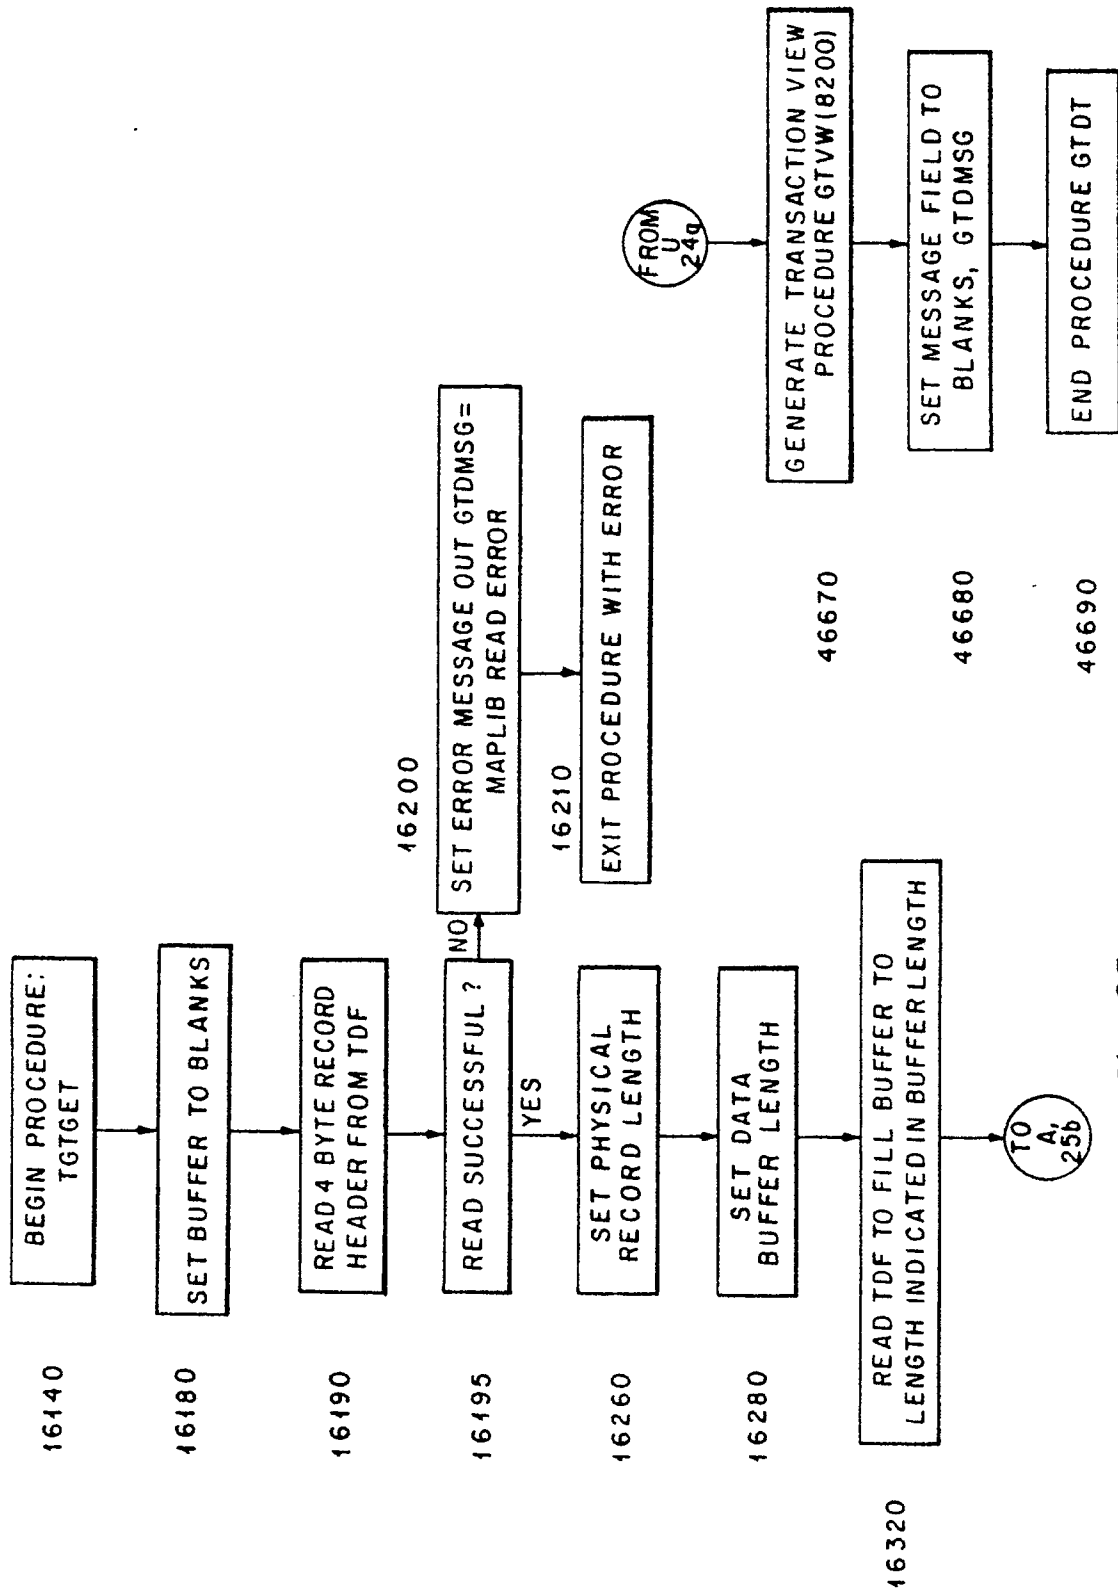 16140
BEGIN PROCEDURE:
TGTGET
16180
SET BUFFER TO BLANKS
16190
READ 4 BYTE RECORD
HEADER FROM TDF
16195
READ SUCCESSFUL ?
NO
YES
16200
SET ERROR MESSAGE OUT GTDMSG=
MAPLIB READ ERROR
16210
EXIT PROCEDURE WITH ERROR
16260
SET PHYSICAL
RECORD LENGTH
16280
SET DATA
BUFFER LENGTH
16320
READ TDF TO FILL BUFFER TO
LENGTH INDICATED IN BUFFER LENGTH
TO
A,
25b
FROM
U
24q
46670
GENERATE TRANSACTION VIEW
PROCEDURE GTVW(8200)
46680
SET MESSAGE FIELD TO
BLANKS, GTDMSG
46690
END PROCEDURE GTDT